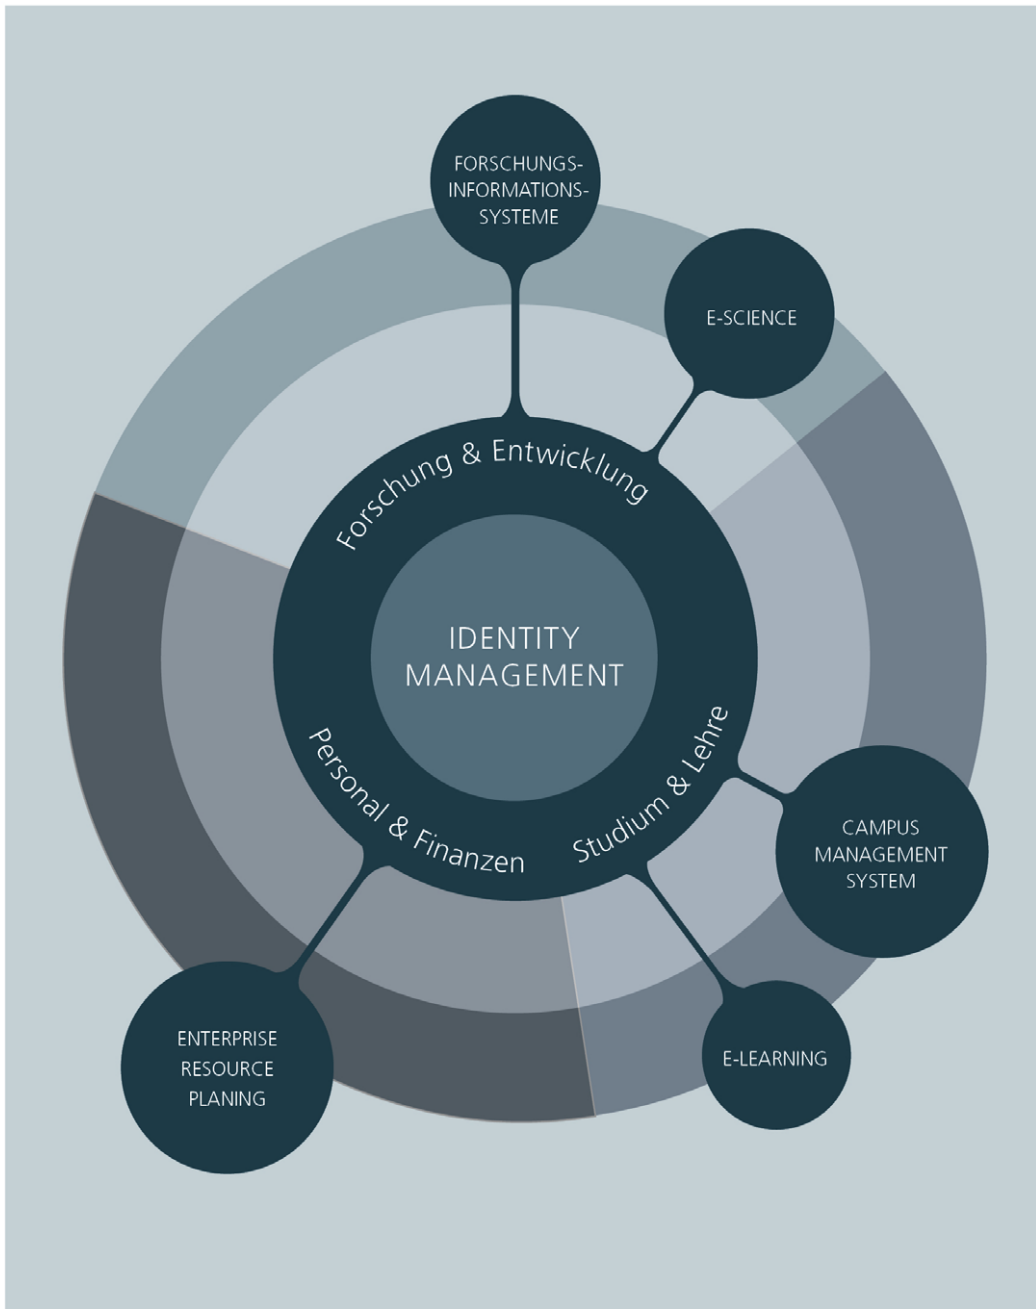 FORSCHUNGS-
INFORMATIONS-
SYSTEME
E-SCIENCE
Forschung & Entwicklung
IDENTITY
MANAGEMENT
Personal & Finanzen
Studium & Lehre
CAMPUS
MANAGEMENT
SYSTEM
ENTERPRISE
RESOURCE
PLANING
E-LEARNING